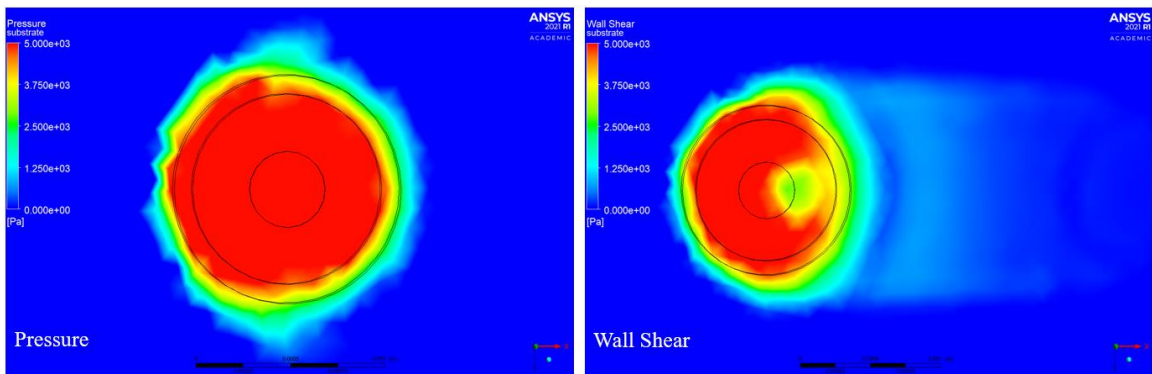 Pressure
substrate
5.000e+03
3.750e+03
2.500e+03
1.250e+03
0.000e+00
[Pa]
ANSYS
2021 R1
ACADEMIC
Pressure
0
Wall Shear
substrate
5.000e+03
3.750e+03
2.500e+03
1.250e+03
0.000e+00
[Pa]
ANSYS
2021 R1
ACADEMIC
Wall Shear
0